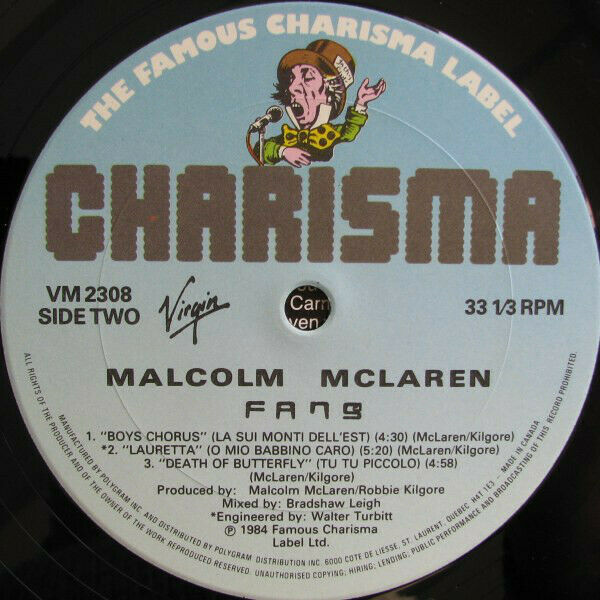 THE FAMOUS CHARISMA LABEL
CHARISMA
VM 2308
SIDE TWO
Virgin
Carn
ven
33 1/3 RPM
MALCOLM MCLAREN
FANS
1. "BOYS CHORUS" (LA SUI MONTI DELL'EST) (4:30) (McLaren/Kilgore)
*2. "LAURETTA" (O MIO BABBINO CARO) (5:20) (McLaren/Kilgore)
3. "DEATH OF BUTTERFLY" (TU TU PICCOLO) (4:58)
(McLaren/Kilgore)
Produced by: Malcolm McLaren/Robbie Kilgore
Mixed by: Bradshaw Leigh
*Engineered by: Walter Turbitt
Ⓟ 1984 Famous Charisma
Label Ltd.
MANUFACTURED BY POLYGRAM INC. AND DISTRIBUTED BY POLYGRAM DISTRIBUTION INC. 6000 COTE DE LIESSE, ST. LAURENT, QUEBEC H4T 1E3 - MADE IN CANADA
ALL RIGHTS OF THE PRODUCER AND OF THE OWNER OF THE WORK REPRODUCED RESERVED. UNAUTHORISED COPYING; HIRING; LENDING; PUBLIC PERFORMANCE AND BROADCASTING OF THIS RECORD PROHIBITED.